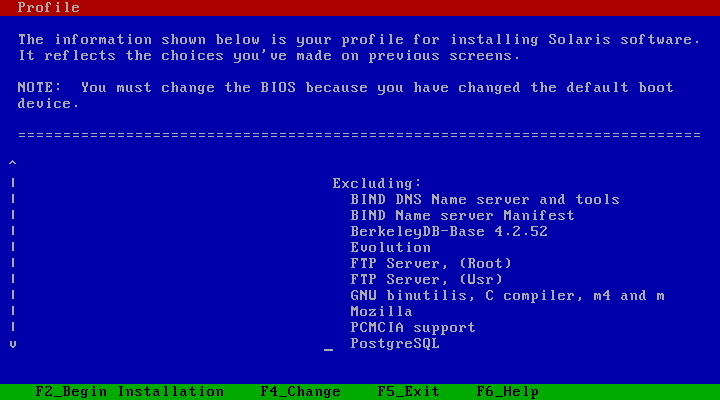 Profile
The information shown below is your profile for installing Solaris software.
It reflects the choices you've made on previous screens.
NOTE:  You must change the BIOS because you have changed the default boot
device.
============================================================================
^
Excluding:
BIND DNS Name server and tools
BIND Name server Manifest
BerkeleyDB-Base 4.2.52
Evolution
FTP Server, (Root)
FTP Server, (Usr)
GNU binutilis, C compiler, m4 and m
Mozilla
PCMCIA support
v _ PostgreSQL
F2_Begin Installation    F4_Change    F5_Exit    F6_Help